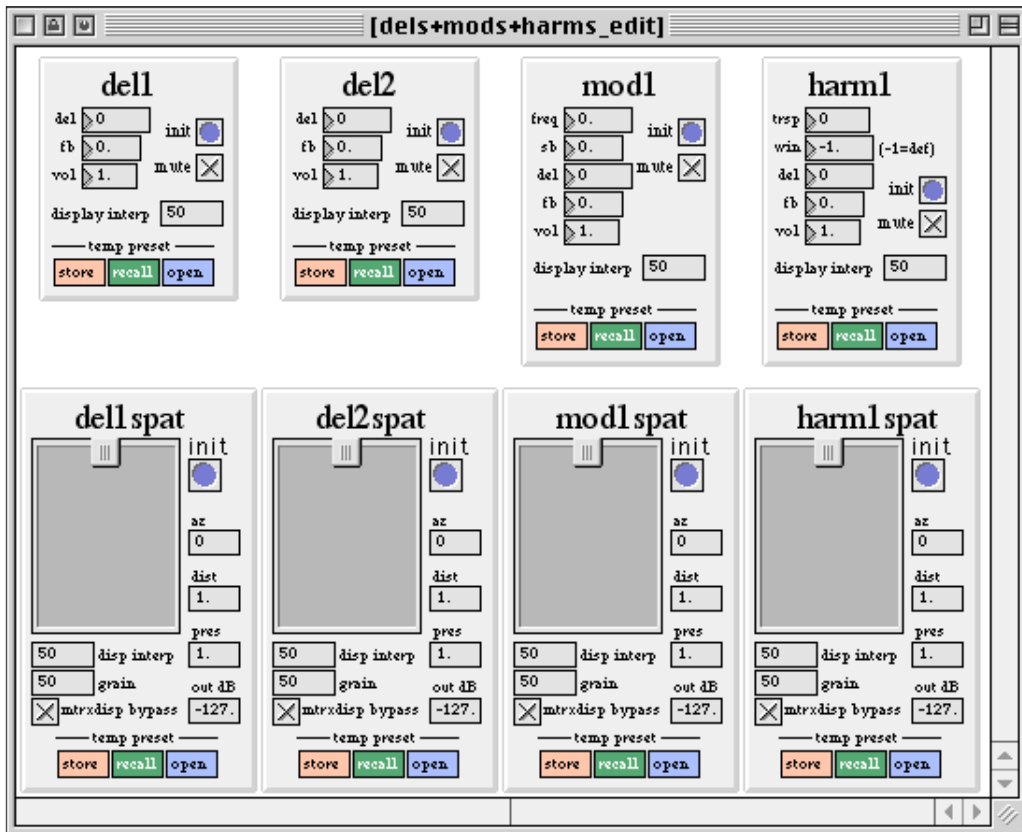 [dels+mods+harms_edit]
del1 del2 mod1 harm1
del 0 del 0 freq 0. trsp 0
init init init
fb 0. fb 0. sb 0. win -1. (-1=def)
vol 1. mute vol 1. mute del 0 mute del 0 init
fb 0. fb 0.
display interp 50 display interp 50 vol 1. vol 1. mute
temp preset temp preset display interp 50 display interp 50
store recall open store recall open
temp preset temp preset
store recall open store recall open
del1 spat del2 spat mod1 spat harm1 spat
init init init init
az az az az
0 0 0 0
dist dist dist dist
1. 1. 1. 1.
pres pres pres pres
50 disp interp 1. 50 disp interp 1. 50 disp interp 1. 50 disp interp 1.
50 grain out dB 50 grain out dB 50 grain out dB 50 grain out dB
mtrxdisp bypass -127. mtrxdisp bypass -127. mtrxdisp bypass -127. mtrxdisp bypass -127.
temp preset temp preset temp preset temp preset
store recall open store recall open store recall open store recall open